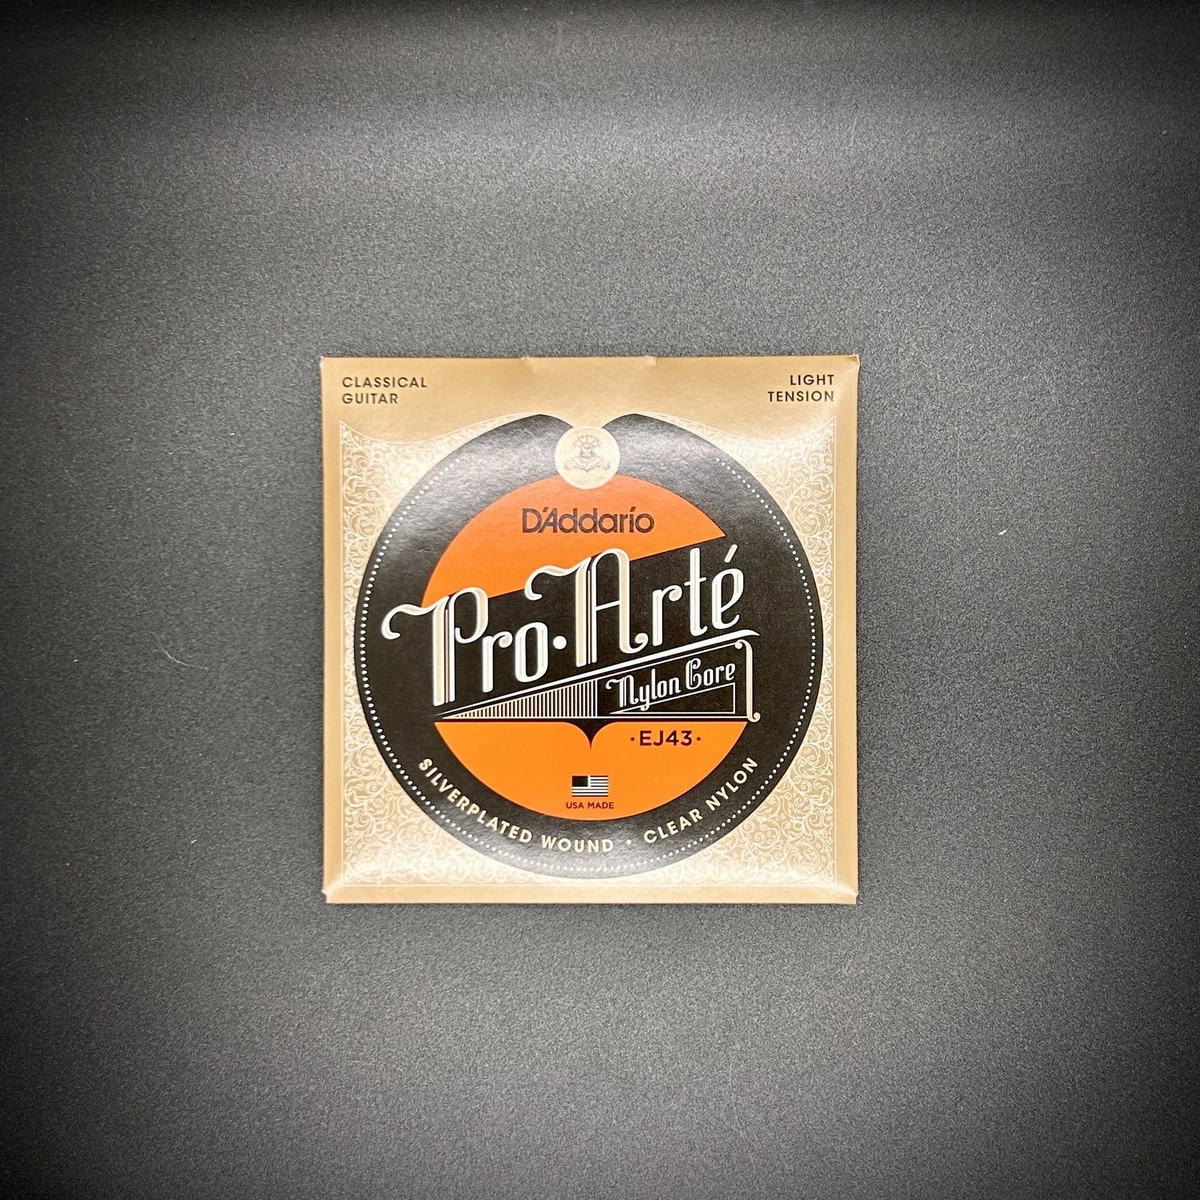 CLASSICAL
GUITAR
LIGHT
TENSION
D'Addario
Pro·Arté
Nylon Core
·EJ43·
USA MADE
SILVERPLATED WOUND · CLEAR NYLON